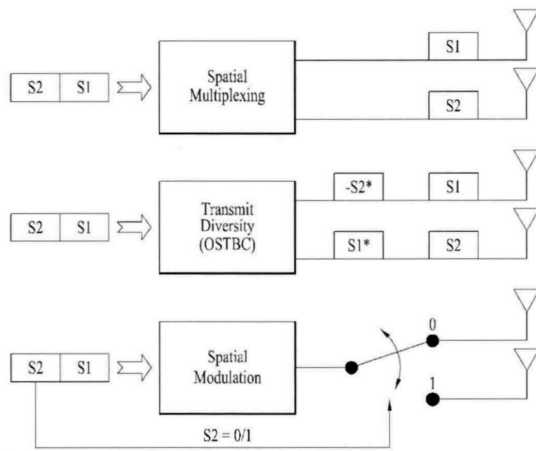 S1
S2 S1 Spatial Multiplexing
S2
-S2* S1
S2 S1 Transmit Diversity (OSTBC)
S1* S2
0
S2 S1 Spatial Modulation
1
S2 = 0/1